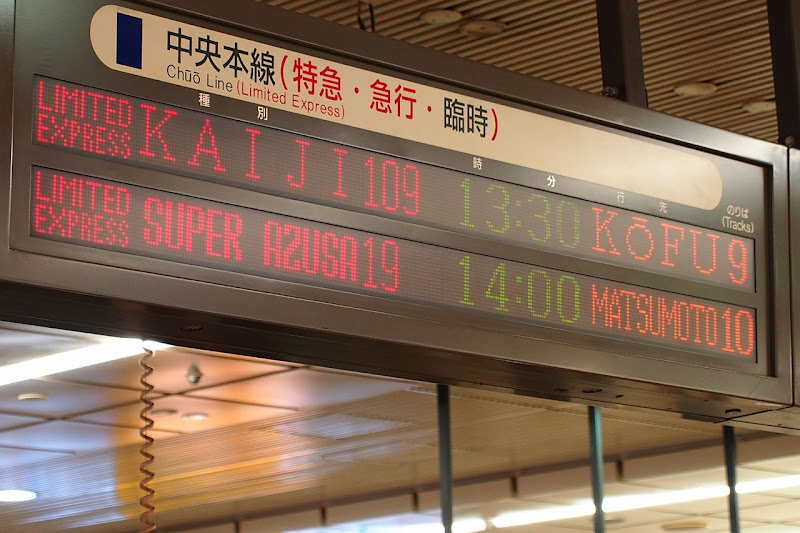 中央本線(特急・急行・臨時)
Chūō Line (Limited Express)
種別 時分 行先 のりば
(Tracks)
LIMITED EXPRESS KAIJI 109 13:30 KōFU 9
LIMITED EXPRESS SUPER AZUSA 19 14:00 MATSUMOTO 10